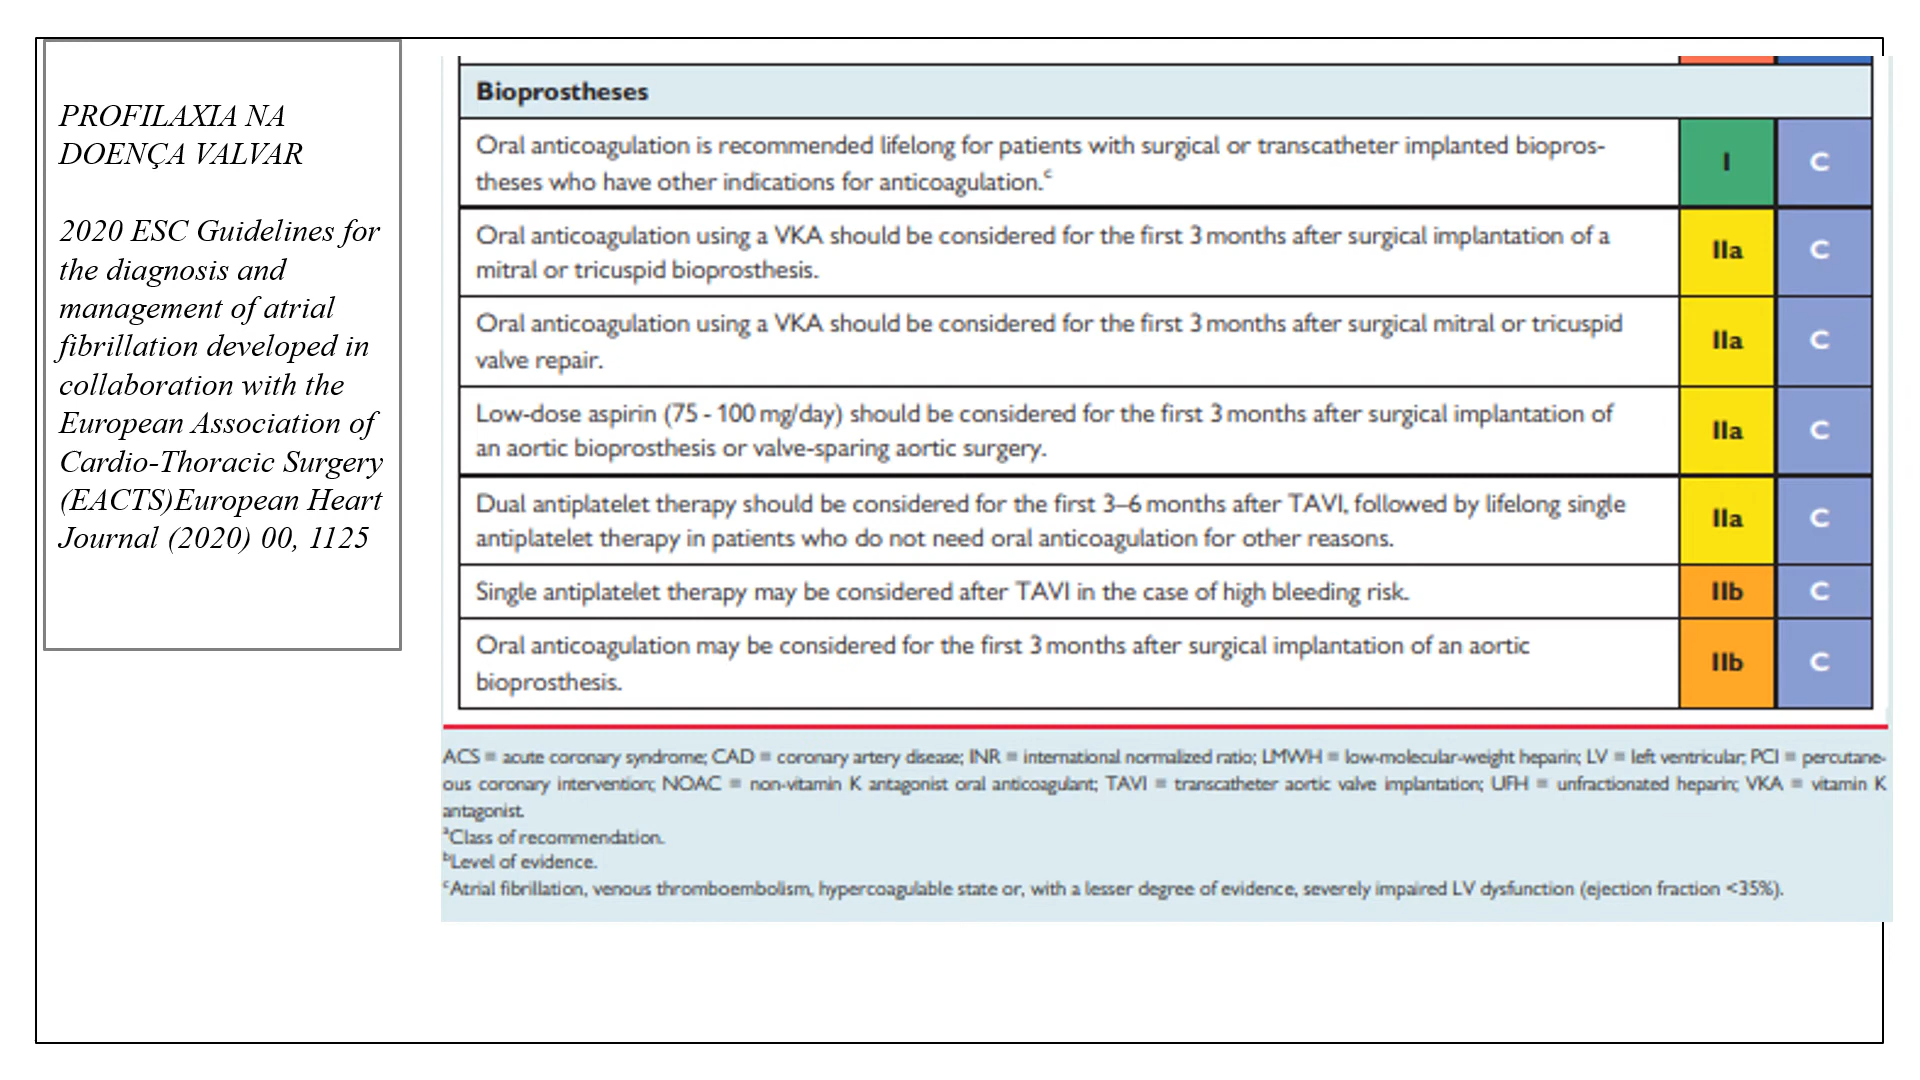 PROFILAXIA NA
DOENÇA VALVAR
2020 ESC Guidelines for
the diagnosis and
management of atrial
fibrillation developed in
collaboration with the
European Association of
Cardio-Thoracic Surgery
(EACTS)European Heart
Journal (2020) 00, 1125
Bioprostheses
Oral anticoagulation is recommended lifelong for patients with surgical or transcatheter implanted biopros-
theses who have other indications for anticoagulation.ᶜ
I C
Oral anticoagulation using a VKA should be considered for the first 3 months after surgical implantation of a
mitral or tricuspid bioprosthesis.
IIa C
Oral anticoagulation using a VKA should be considered for the first 3 months after surgical mitral or tricuspid
valve repair.
IIa C
Low-dose aspirin (75 - 100 mg/day) should be considered for the first 3 months after surgical implantation of
an aortic bioprosthesis or valve-sparing aortic surgery.
IIa C
Dual antiplatelet therapy should be considered for the first 3–6 months after TAVI, followed by lifelong single
antiplatelet therapy in patients who do not need oral anticoagulation for other reasons.
IIa C
Single antiplatelet therapy may be considered after TAVI in the case of high bleeding risk.
IIb C
Oral anticoagulation may be considered for the first 3 months after surgical implantation of an aortic
bioprosthesis.
IIb C
ACS = acute coronary syndrome; CAD = coronary artery disease; INR = international normalized ratio; LMWH = low-molecular-weight heparin; LV = left ventricular; PCI = percutane-
ous coronary intervention; NOAC = non-vitamin K antagonist oral anticoagulant; TAVI = transcatheter aortic valve implantation; UFH = unfractionated heparin; VKA = vitamin K
antagonist.
ᵃClass of recommendation.
ᵇLevel of evidence.
ᶜAtrial fibrillation, venous thromboembolism, hypercoagulable state or, with a lesser degree of evidence, severely impaired LV dysfunction (ejection fraction <35%).